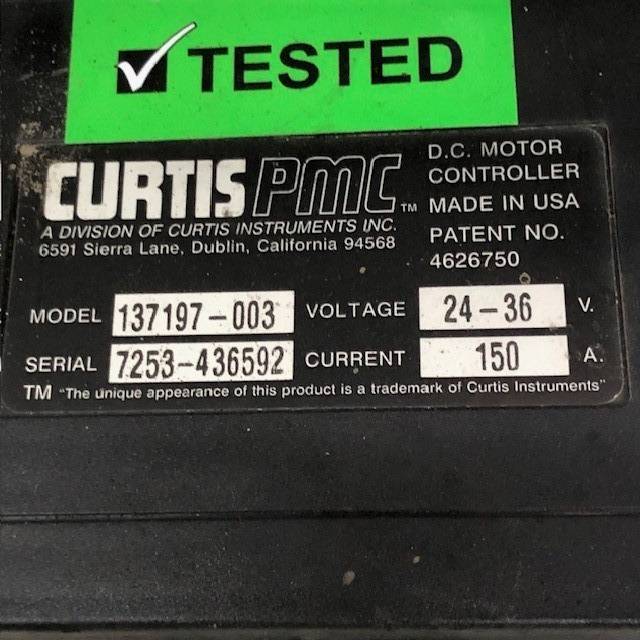 TESTED
CURTIS PMC™
A DIVISION OF CURTIS INSTRUMENTS INC.
6591 Sierra Lane, Dublin, California 94568
D.C. MOTOR
CONTROLLER
MADE IN USA
PATENT NO.
4626750
MODEL 137197-003 VOLTAGE 24-36 V.
SERIAL 7253-436592 CURRENT 150 A.
TM "The unique appearance of this product is a trademark of Curtis Instruments"